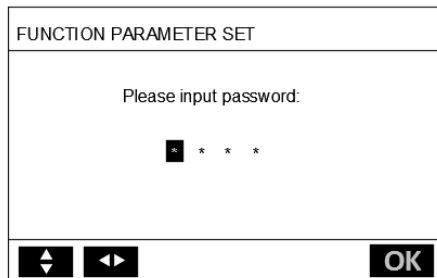 FUNCTION PARAMETER SET
Please input password:
* * * *
OK